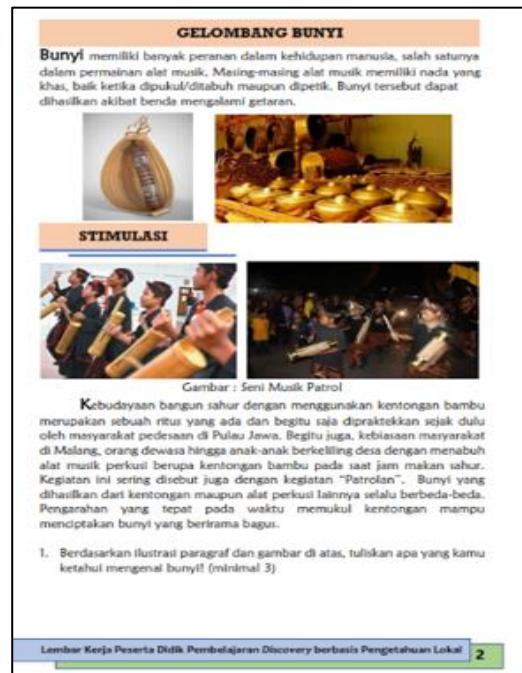 GELOMBANG BUNYI
Bunyi memiliki banyak peranan dalam kehidupan manusia, salah satunya
dalam permainan alat musik. Masing-masing alat musik memiliki nada yang
khas, baik ketika dipukul/ditabuh maupun dipetik. Bunyi tersebut dapat
dihasilkan akibat benda mengalami getaran.
STIMULASI
Gambar : Seni Musik Patrol
Kebudayaan bangun sahur dengan menggunakan kentongan bambu
merupakan sebuah ritus yang ada dan begitu saja dipraktekkan sejak dulu
oleh masyarakat pedesaan di Pulau Jawa. Begitu juga, kebiasaan masyarakat
di Malang, orang dewasa hingga anak-anak berkeliling desa dengan menabuh
alat musik perkusi berupa kentongan bambu pada saat jam makan sahur.
Kegiatan ini sering disebut juga dengan kegiatan "Patrolan". Bunyi yang
dihasilkan dari kentongan maupun alat perkusi lainnya selalu berbeda-beda.
Pengarahan yang tepat pada waktu memukul kentongan mampu
menciptakan bunyi yang berirama bagus.
1. Berdasarkan ilustrasi paragraf dan gambar di atas, tuliskan apa yang kamu
ketahui mengenai bunyi! (minimal 3)
Lembar Kerja Peserta Didik Pembelajaran Discovery berbasis Pengetahuan Lokal
2